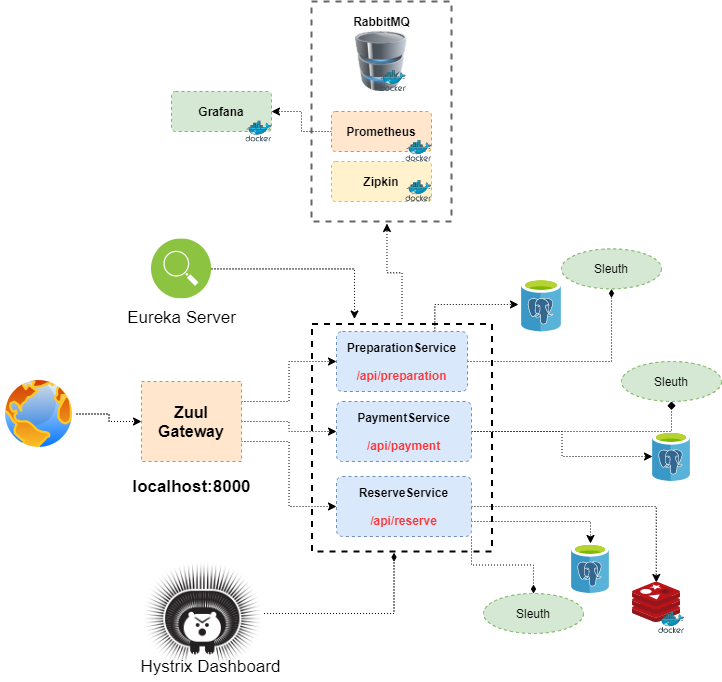 RabbitMQ
docker
Grafana
docker
Prometheus
docker
Zipkin
docker
Eureka Server
Sleuth
PreparationService
/api/preparation
Sleuth
Zuul
Gateway
PaymentService
/api/payment
localhost:8000
ReserveService
/api/reserve
Sleuth
docker
Hystrix Dashboard